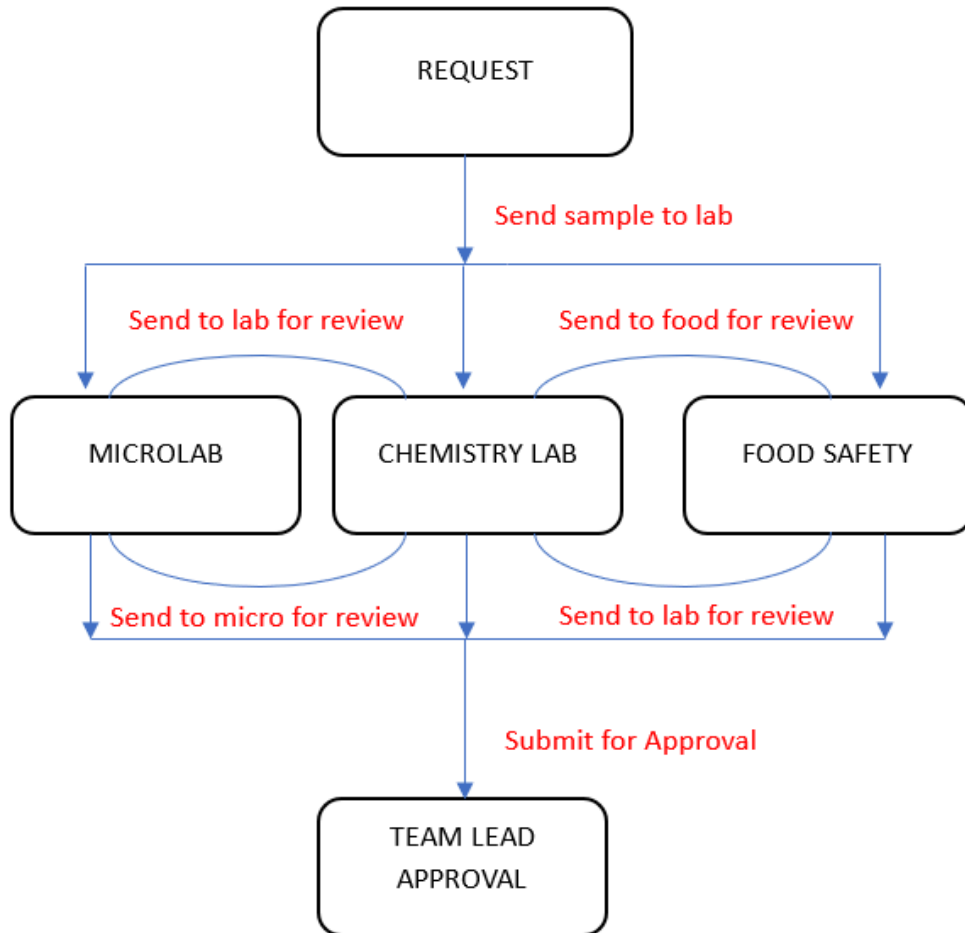 REQUEST
Send sample to lab
Send to lab for review
Send to food for review
MICROLAB
CHEMISTRY LAB
FOOD SAFETY
Send to micro for review
Send to lab for review
Submit for Approval
TEAM LEAD
APPROVAL